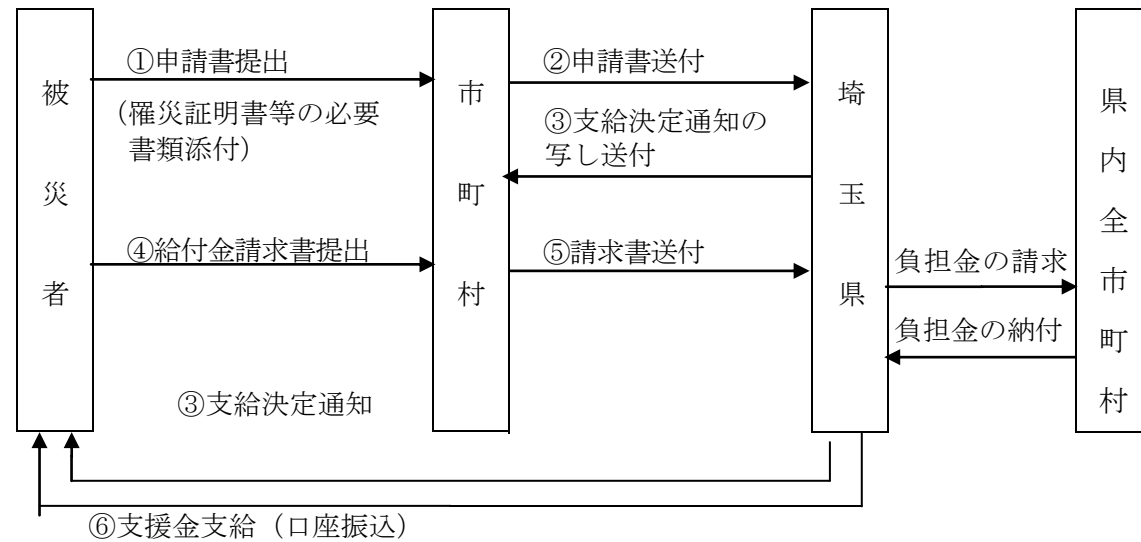 被災者
①申請書提出
(罹災証明書等の必要
書類添付)
④給付金請求書提出
市町村
②申請書送付
③支給決定通知の
写し送付
⑤請求書送付
埼玉県
負担金の請求
負担金の納付
県内全市町村
③支給決定通知
⑥支援金支給（口座振込）